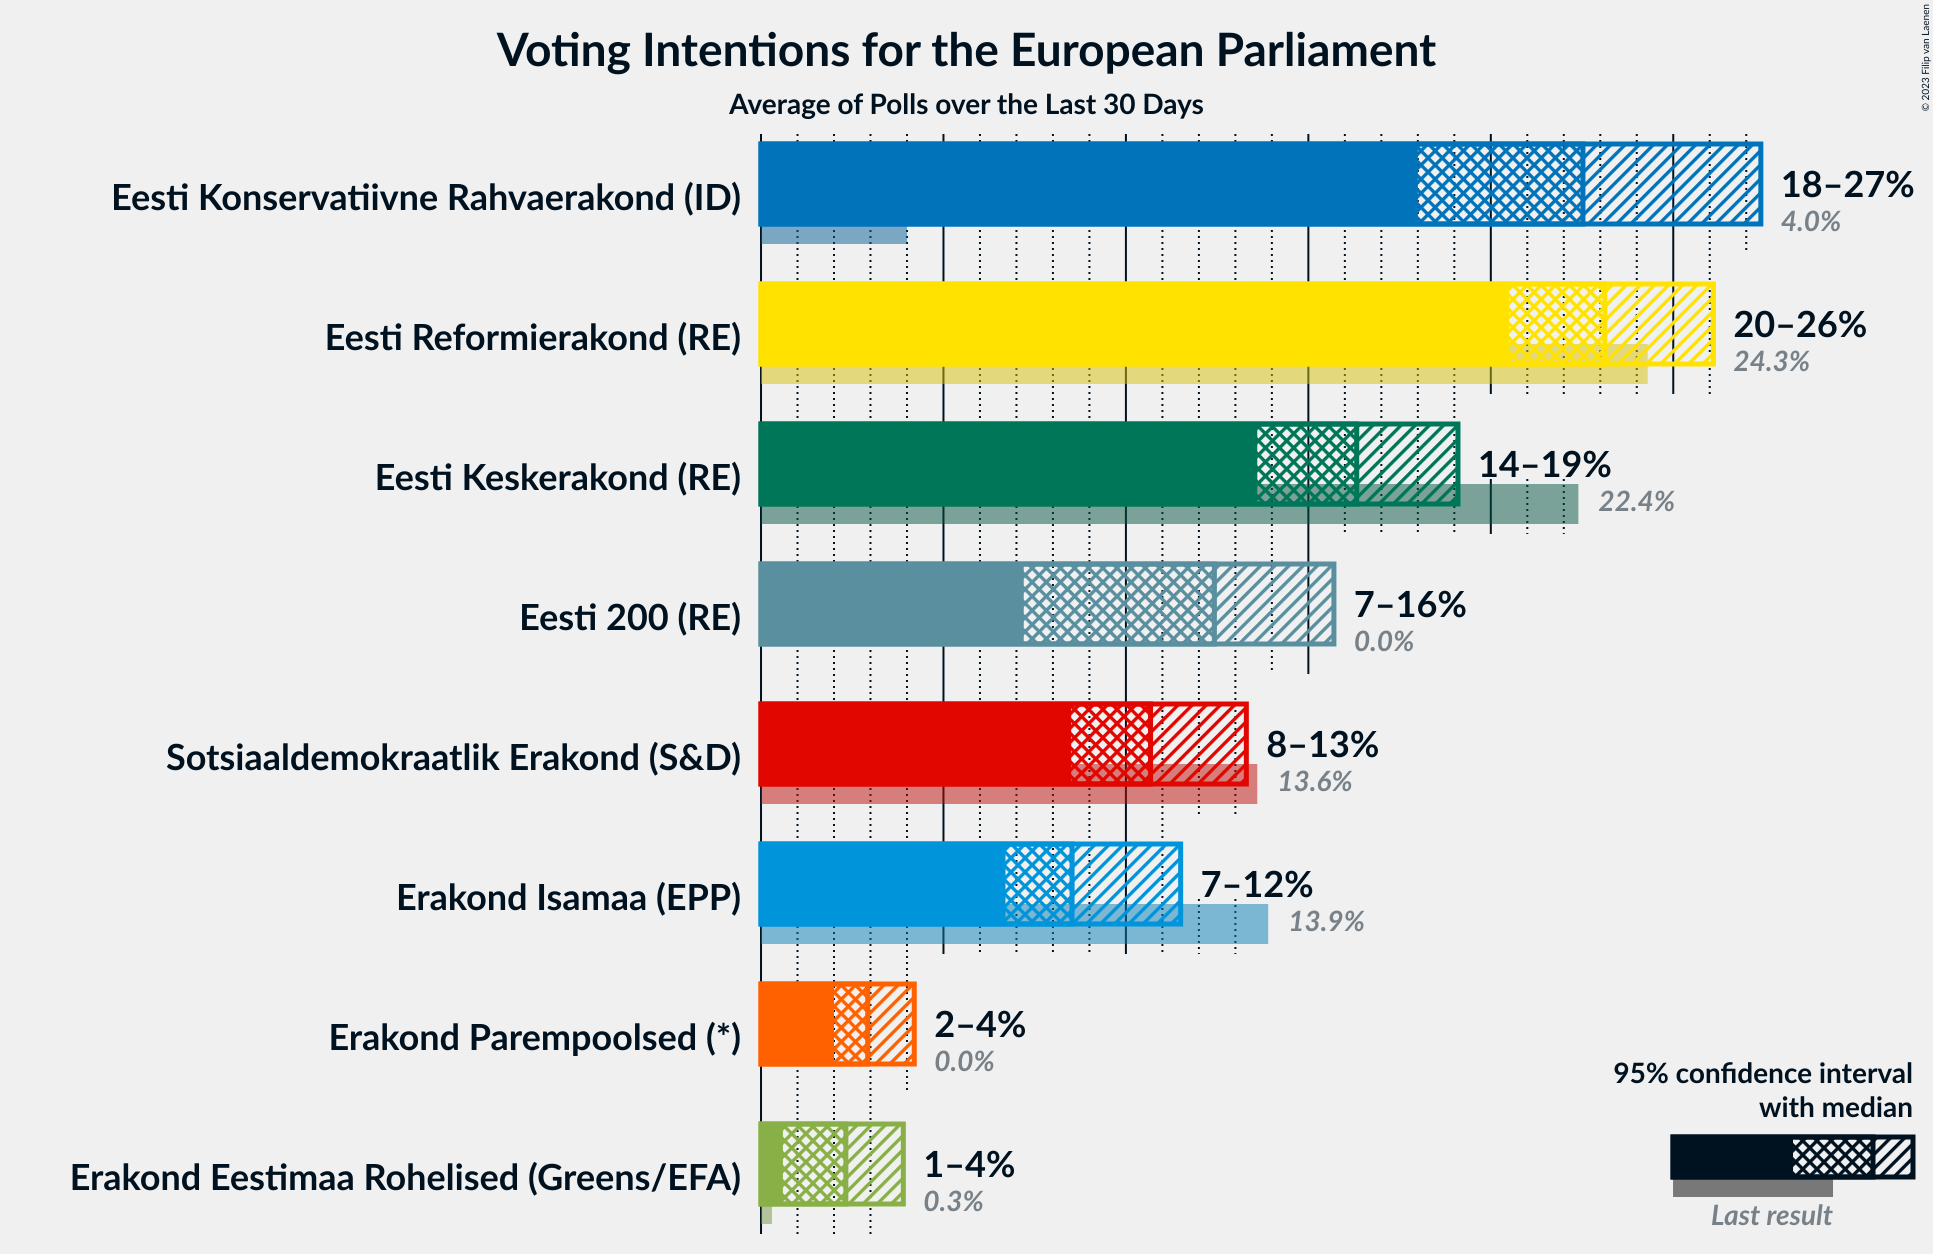 Voting Intentions for the European Parliament
Average of Polls over the Last 30 Days
© 2023 Filip van Laenen
Eesti Konservatiivne Rahvaerakond (ID)
18–27%
4.0%
Eesti Reformierakond (RE)
20–26%
24.3%
Eesti Keskerakond (RE)
14–19%
22.4%
Eesti 200 (RE)
7–16%
0.0%
Sotsiaaldemokraatlik Erakond (S&D)
8–13%
13.6%
Erakond Isamaa (EPP)
7–12%
13.9%
Erakond Parempoolsed (*)
2–4%
0.0%
Erakond Eestimaa Rohelised (Greens/EFA)
1–4%
0.3%
95% confidence interval
with median
Last result